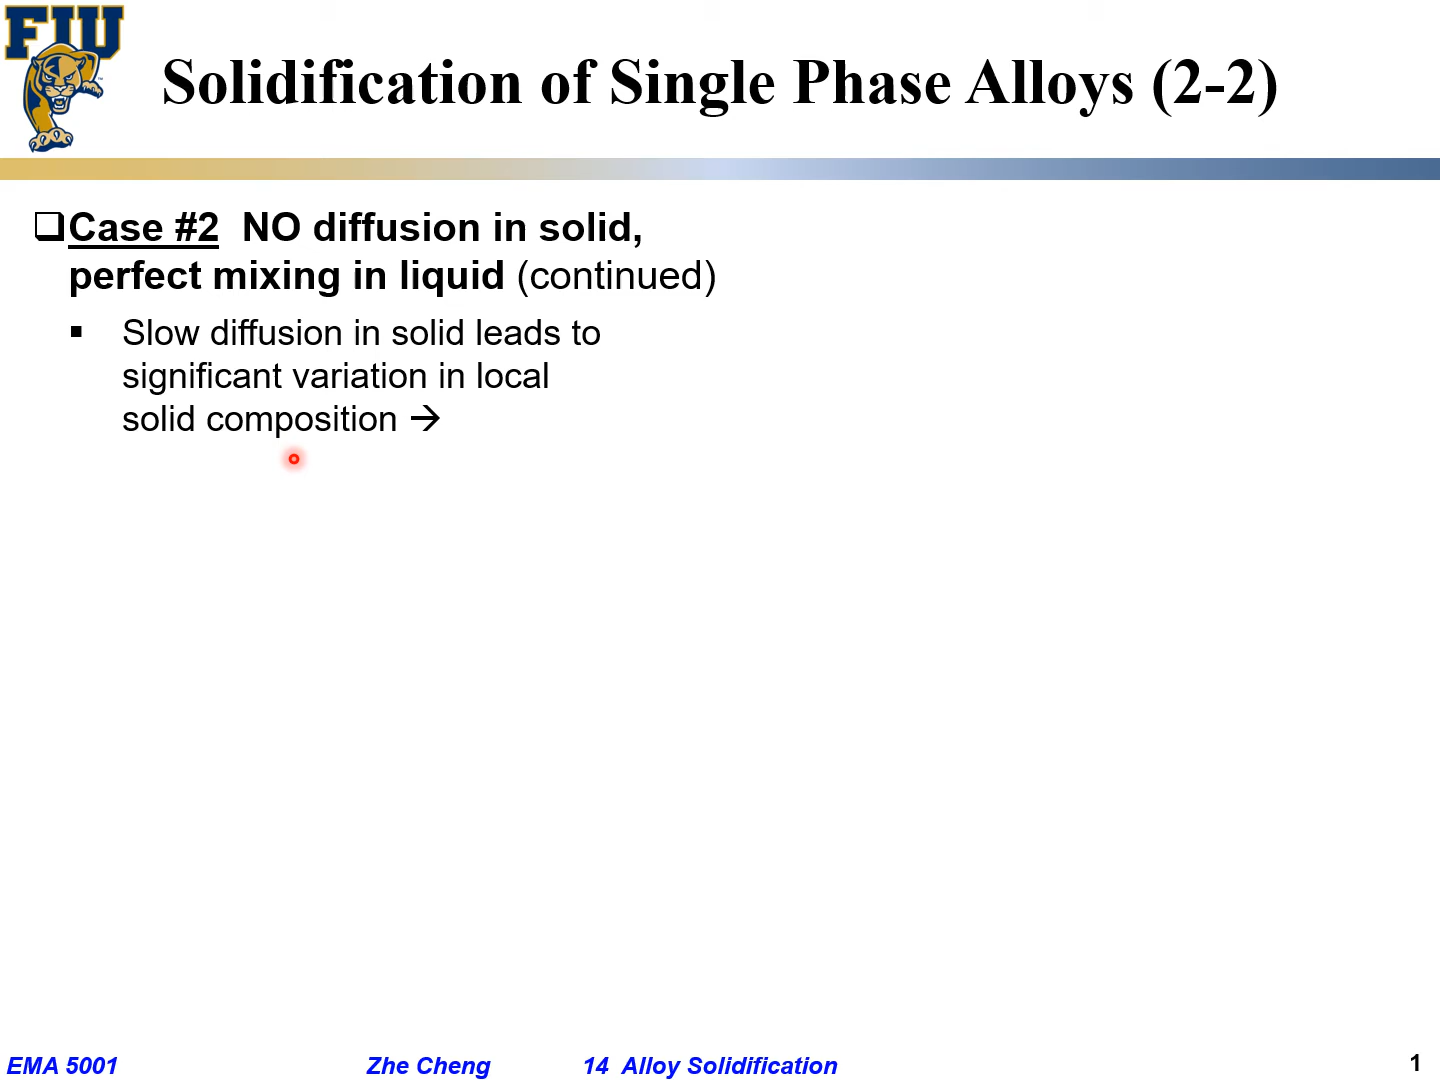 FIU
Solidification of Single Phase Alloys (2-2)
Case #2 NO diffusion in solid,
perfect mixing in liquid (continued)
Slow diffusion in solid leads to
significant variation in local
solid composition →
EMA 5001 Zhe Cheng 14 Alloy Solidification 1